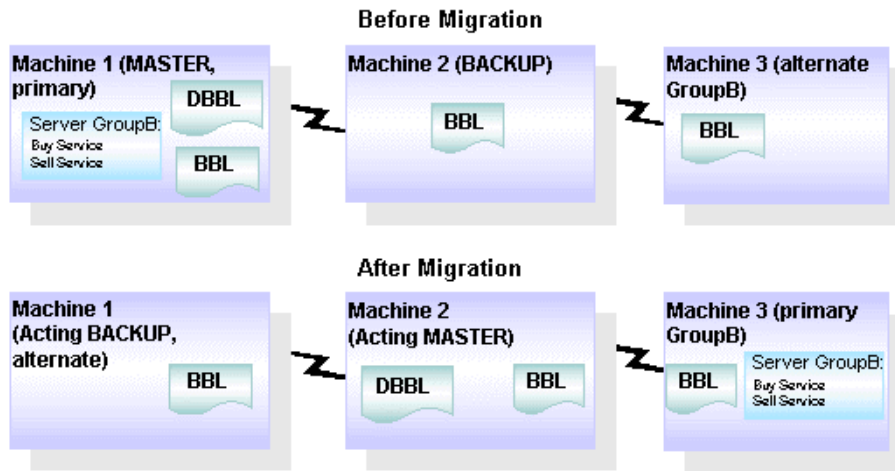 Before Migration
Machine 1 (MASTER,
primary)
DBBL
Server GroupB:
Buy Service
Sell Service
BBL
Machine 2 (BACKUP)
BBL
Machine 3 (alternate
GroupB)
BBL
After Migration
Machine 1
(Acting BACKUP,
alternate)
BBL
Machine 2
(Acting MASTER)
DBBL
BBL
Machine 3 (primary
GroupB)
BBL
Server GroupB:
Buy Service
Sell Service